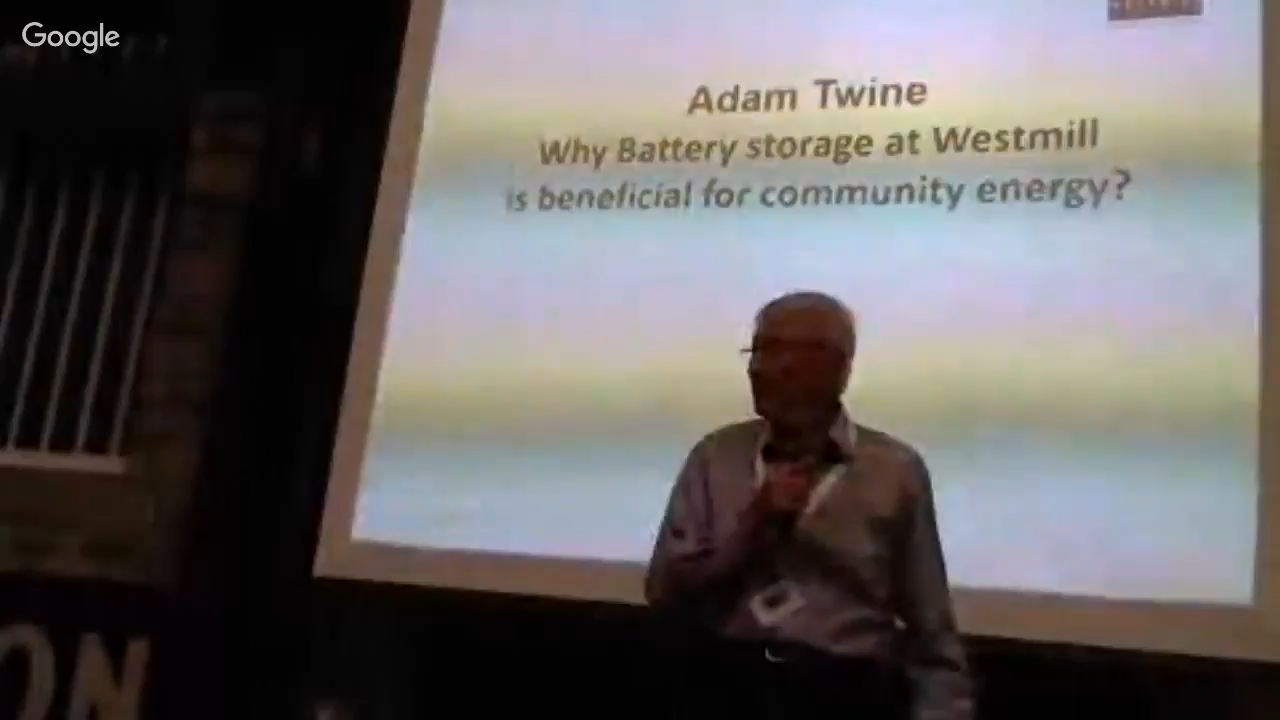 Google
Adam Twine
Why Battery storage at Westmill
is beneficial for community energy?
ON